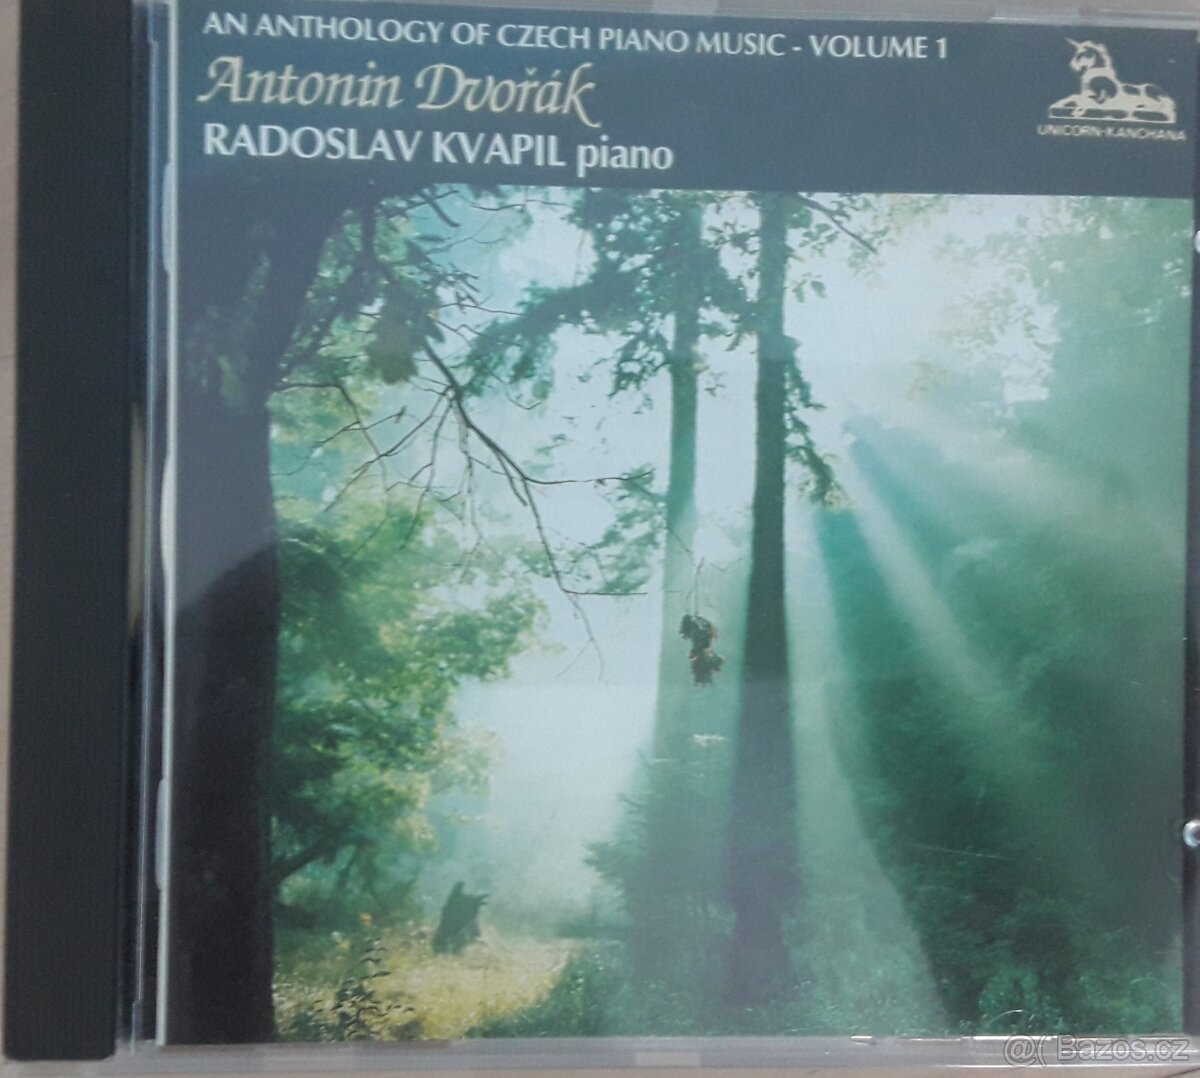 AN ANTHOLOGY OF CZECH PIANO MUSIC - VOLUME 1
Antonin Dvořák
RADOSLAV KVAPIL piano
UNICORN-KANCHANA
@( Bazos.cz